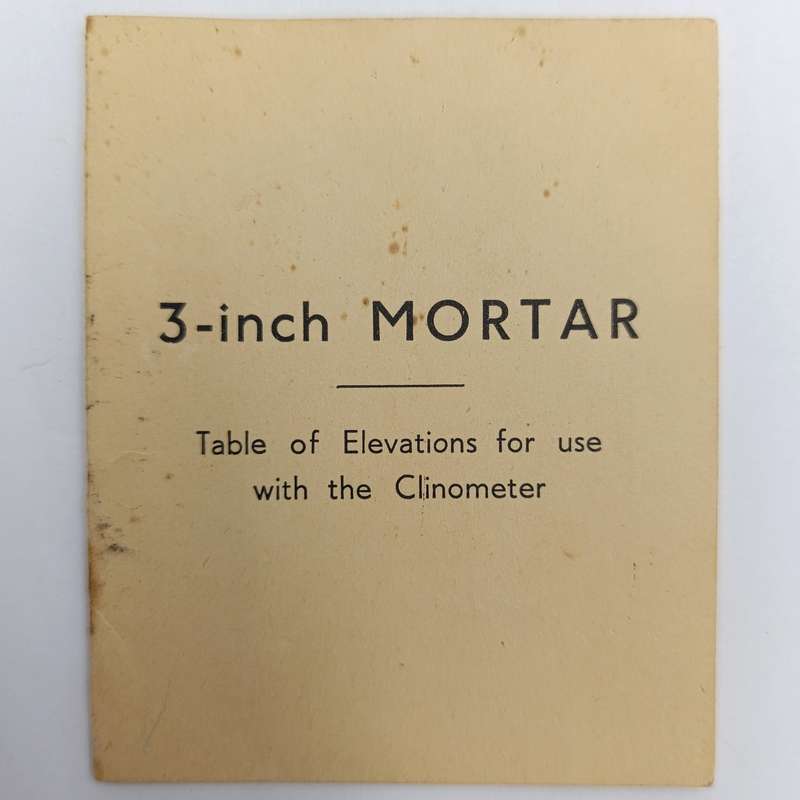 3-inch MORTAR
Table of Elevations for use
with the Clinometer